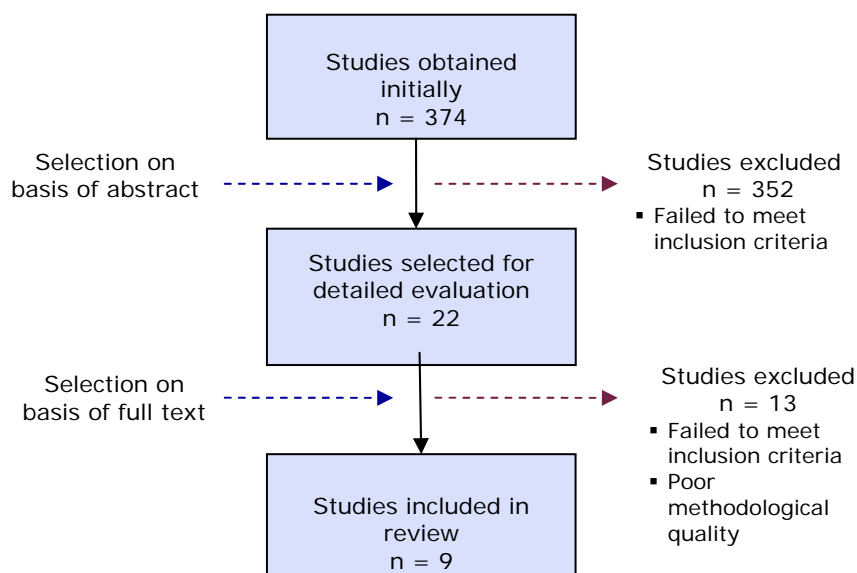 Studies obtained
initially
n = 374
Selection on
basis of abstract
Studies excluded
n = 352
▪ Failed to meet
inclusion criteria
Studies selected for
detailed evaluation
n = 22
Selection on
basis of full text
Studies excluded
n = 13
▪ Failed to meet
inclusion criteria
▪ Poor
methodological
quality
Studies included in
review
n = 9